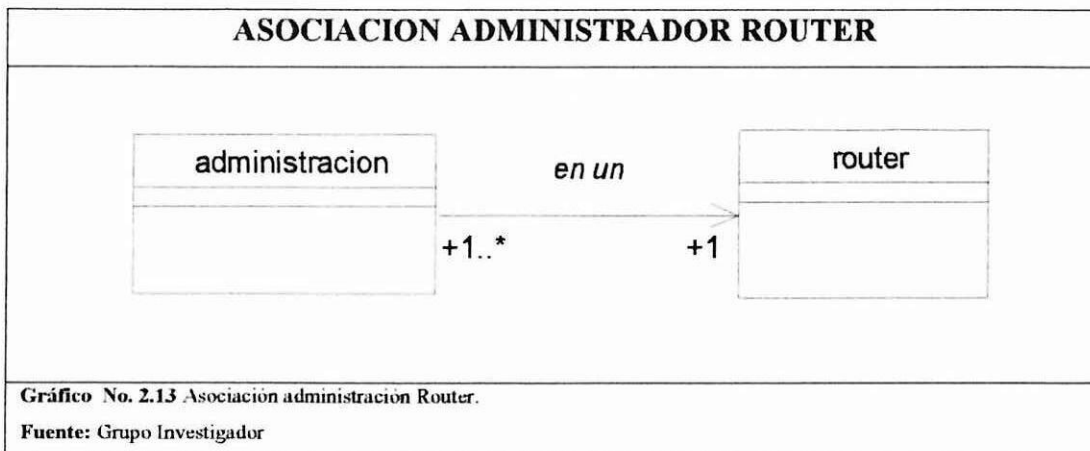 ASOCIACION ADMINISTRADOR ROUTER
administracion
en un
router
+1..*
+1
Gráfico No. 2.13 Asociación administración Router.
Fuente: Grupo Investigador